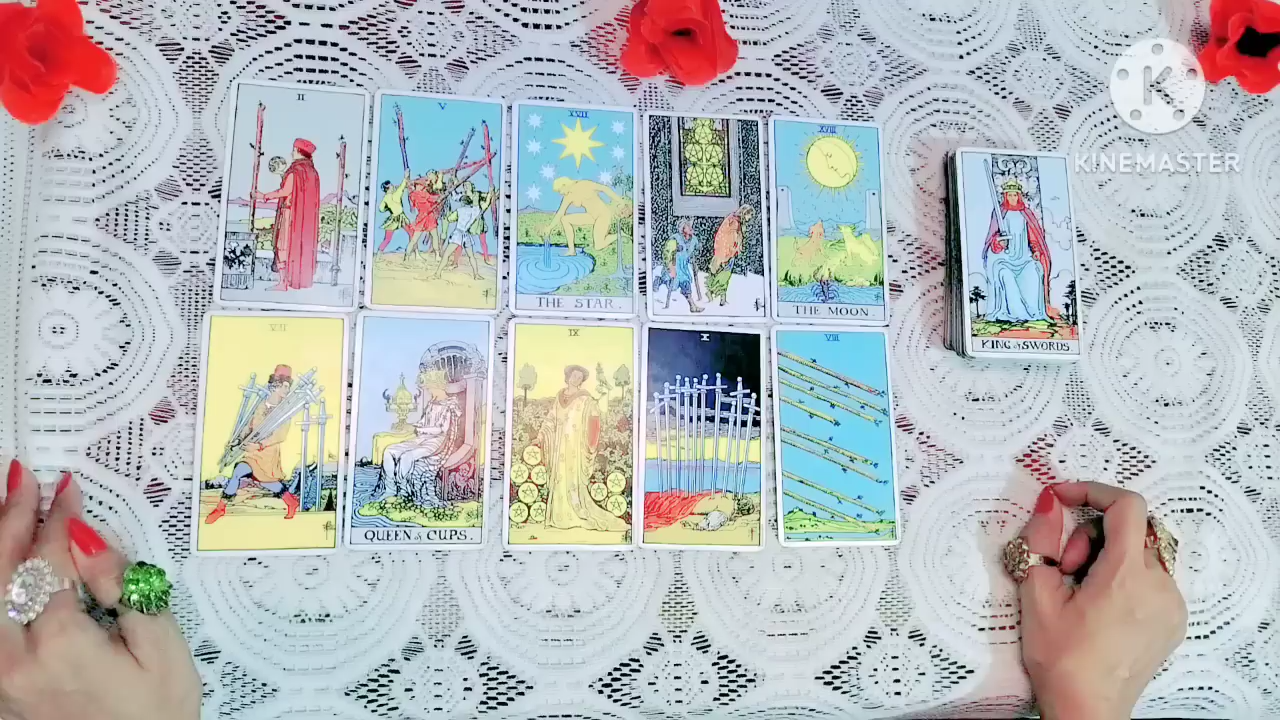 II
V
XVII
THE STAR.
XVIII
THE MOON.
K
KINEMASTER
KING of SWORDS.
VII
QUEEN of CUPS.
IX
X
VIII